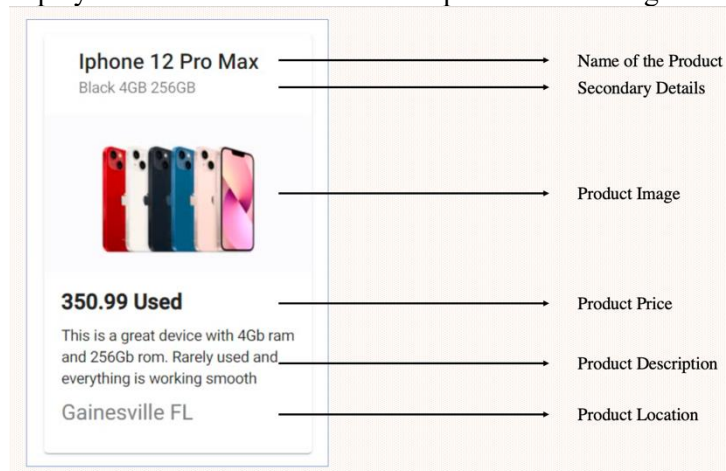 Iphone 12 Pro Max
Name of the Product
Black 4GB 256GB
Secondary Details
Product Image
350.99 Used
Product Price
This is a great device with 4Gb ram
and 256Gb rom. Rarely used and
everything is working smooth
Product Description
Gainesville FL
Product Location